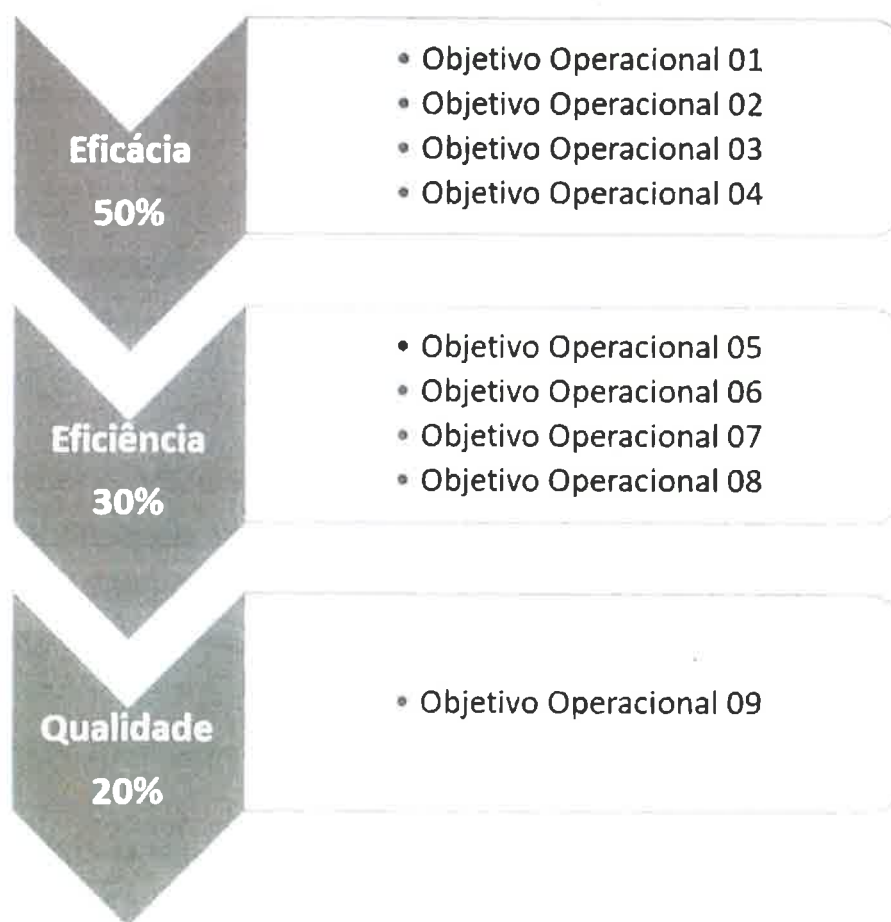 Eficácia
50%
• Objetivo Operacional 01
• Objetivo Operacional 02
• Objetivo Operacional 03
• Objetivo Operacional 04
Eficiência
30%
• Objetivo Operacional 05
• Objetivo Operacional 06
• Objetivo Operacional 07
• Objetivo Operacional 08
Qualidade
20%
• Objetivo Operacional 09